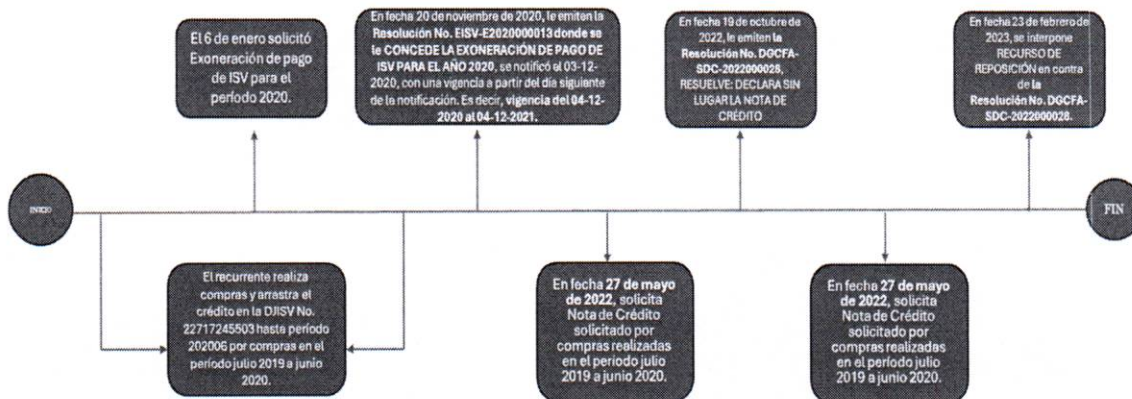 El 6 de enero solicitó
Exoneración de pago
de ISV para el
período 2020.
En fecha 20 de noviembre de 2020, le emiten la
Resolución No. EISV-E2020000013 donde se
le CONCEDE LA EXONERACIÓN DE PAGO DE
ISV PARA EL AÑO 2020, se notificó el 03-12-
2020, con una vigencia a partir del día siguiente
de la notificación. Es decir, vigencia del 04-12-
2020 al 04-12-2021.
En fecha 19 de octubre de
2022, le emiten la
Resolución No. DGCFA-
SDC-2022000028,
RESUELVE: DECLARA SIN
LUGAR LA NOTA DE
CRÉDITO
En fecha 23 de febrero de
2023, se interpone
RECURSO DE
REPOSICIÓN en contra
de la
Resolución No. DGCFA-
SDC-2022000028.
INICIO
FIN
El recurrente realiza
compras y arrastra el
crédito en la DJISV No.
22717245503 hasta período
202006 por compras en el
período julio 2019 a junio
2020.
En fecha 27 de mayo
de 2022, solicita
Nota de Crédito
solicitado por
compras realizadas
en el período julio
2019 a junio 2020.
En fecha 27 de mayo
de 2022, solicita
Nota de Crédito
solicitado por
compras realizadas
en el período julio
2019 a junio 2020.